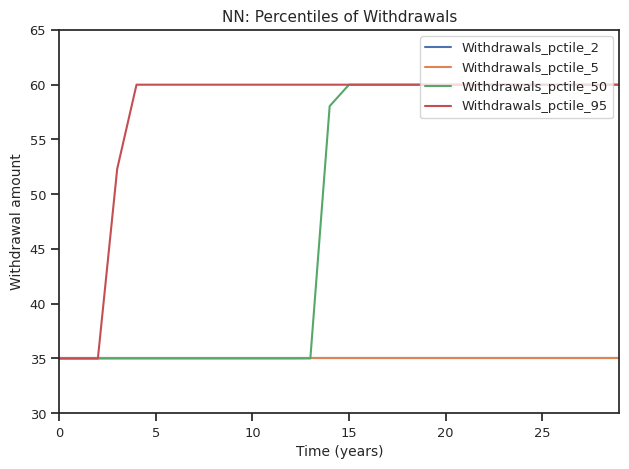 NN: Percentiles of Withdrawals
Withdrawal amount
65
60
55
50
45
40
35
30
Withdrawals_pctile_2
Withdrawals_pctile_5
Withdrawals_pctile_50
Withdrawals_pctile_95
0
5
10
15
20
25
Time (years)